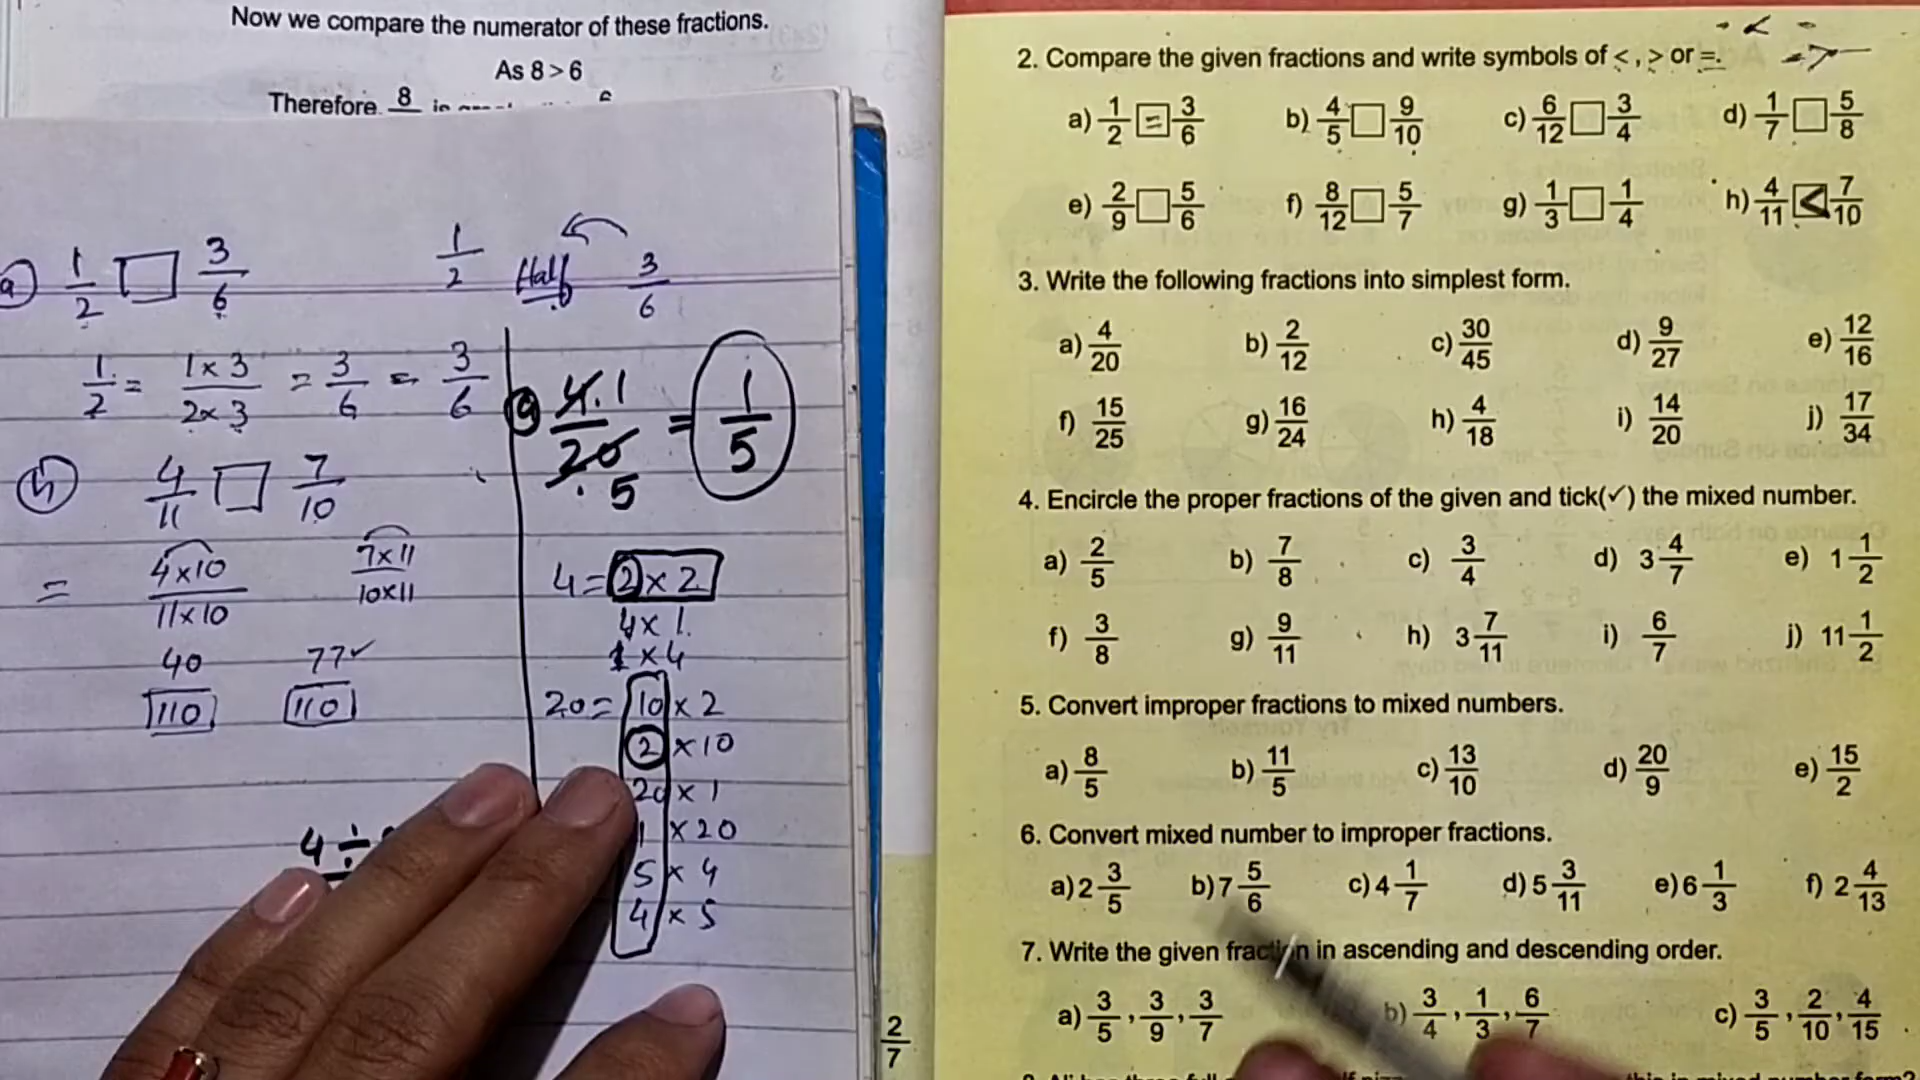 Now we compare the numerator of these fractions.
As 8 > 6
Therefore 8
a) 1/2 □ 3/6
1/2 Half 3/6
1/2 = 1 x 3/2 x 3 = 3/6 = 3/6
h) 4/11 □ 7/10
= 4 x 10/11 x 10 7 x 11/10 x 11
40/110 77/110 ✓
4 ÷
a) 4/20 1/5 = 1/5
4 = 2 x 2
4 x 1
1 x 4
20 = 10 x 2
2 x 10
20 x 1
1 x 20
5 x 4
4 x 5
2/7
2. Compare the given fractions and write symbols of <, > or =.
a) 1/2 = 3/6 b) 4/5 □ 9/10 c) 6/12 □ 3/4 d) 1/7 □ 5/8
e) 2/9 □ 5/6 f) 8/12 □ 5/7 g) 1/3 □ 1/4 h) 4/11 < 7/10
3. Write the following fractions into simplest form.
a) 4/20 b) 2/12 c) 30/45 d) 9/27 e) 12/16
f) 15/25 g) 16/24 h) 4/18 i) 14/20 j) 17/34
4. Encircle the proper fractions of the given and tick(✓) the mixed number.
a) 2/5 b) 7/8 c) 3/4 d) 3 4/7 e) 1 1/2
f) 3/8 g) 9/11 h) 3 7/11 i) 6/7 j) 11 1/2
5. Convert improper fractions to mixed numbers.
a) 8/5 b) 11/5 c) 13/10 d) 20/9 e) 15/2
6. Convert mixed number to improper fractions.
a) 2 3/5 b) 7 5/6 c) 4 1/7 d) 5 3/11 e) 6 1/3 f) 2 4/13
7. Write the given fraction in ascending and descending order.
a) 3/5, 3/9, 3/7 b) 3/4, 1/3, 6/7 c) 3/5, 2/10, 4/15